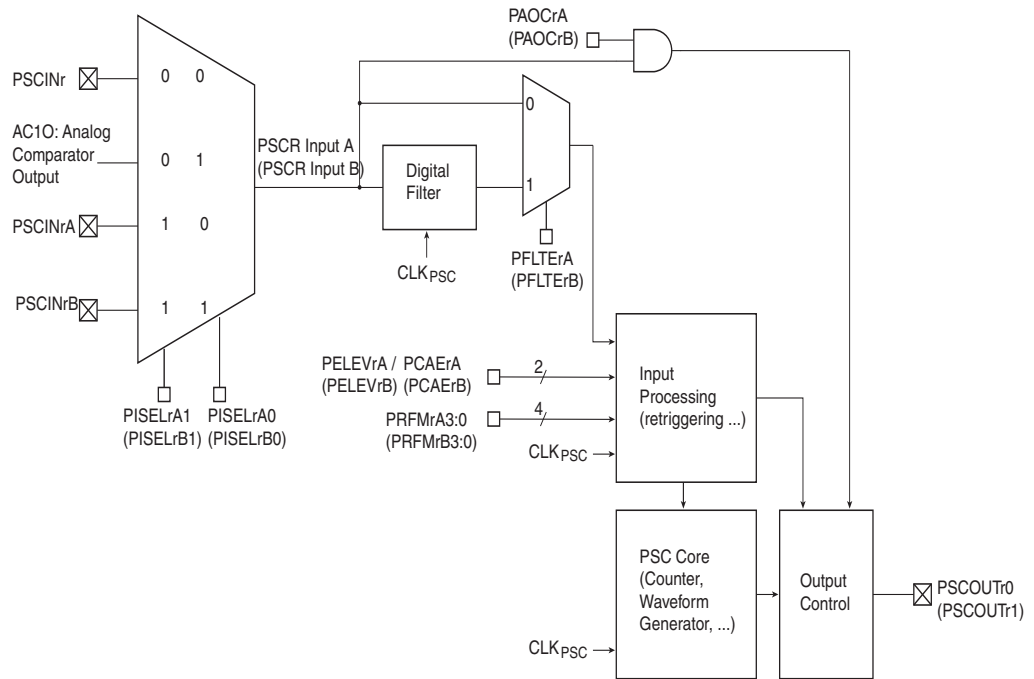 PAOCrA
(PAOCrB)
PSCINr
0 0
AC1O: Analog
Comparator
Output
0 1
PSCINrA
1 0
PSCINrB
1 1
PISELrA1
(PISELrB1)
PISELrA0
(PISELrB0)
PSCR Input A
(PSCR Input B)
Digital
Filter
CLKPSC
0
1
PFLTErA
(PFLTErB)
PELEVrA / PCAErA
(PELEVrB) (PCAErB)
2
PRFMrA3:0
(PRFMrB3:0)
4
CLKPSC
Input
Processing
(retriggering ...)
PSC Core
(Counter,
Waveform
Generator, ...)
CLKPSC
Output
Control
PSCOUTr0
(PSCOUTr1)